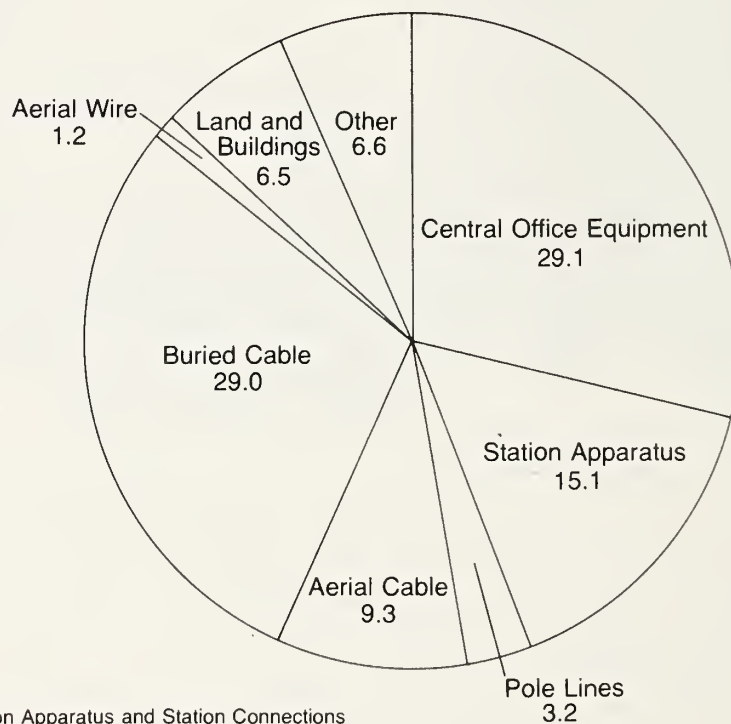 Aerial Wire
1.2
Land and
Buildings
6.5
Other
6.6
Central Office Equipment
29.1
Buried Cable
29.0
Station Apparatus
15.1
Aerial Cable
9.3
Pole Lines
3.2
Apparatus and Station Connections